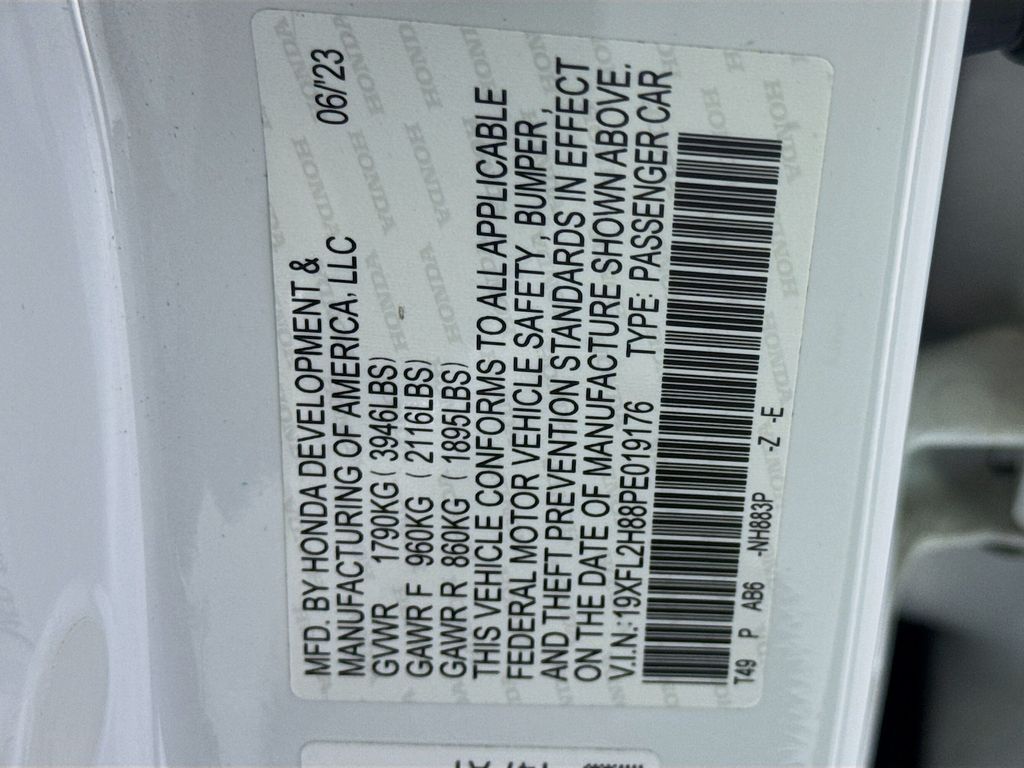 MFD. BY HONDA DEVELOPMENT &
MANUFACTURING OF AMERICA, LLC 06/'23
GVWR 1790KG ( 3946LBS)
GAWR F 960KG ( 2116LBS)
GAWR R 860KG ( 1895LBS)
THIS VEHICLE CONFORMS TO ALL APPLICABLE
FEDERAL MOTOR VEHICLE SAFETY , BUMPER ,
AND THEFT PREVENTION STANDARDS IN EFFECT
ON THE DATE OF MANUFACTURE SHOWN ABOVE.
V.I.N.:19XFL2H88PE019176 TYPE: PASSENGER CAR
T49 P AB6 -NH883P -Z -E